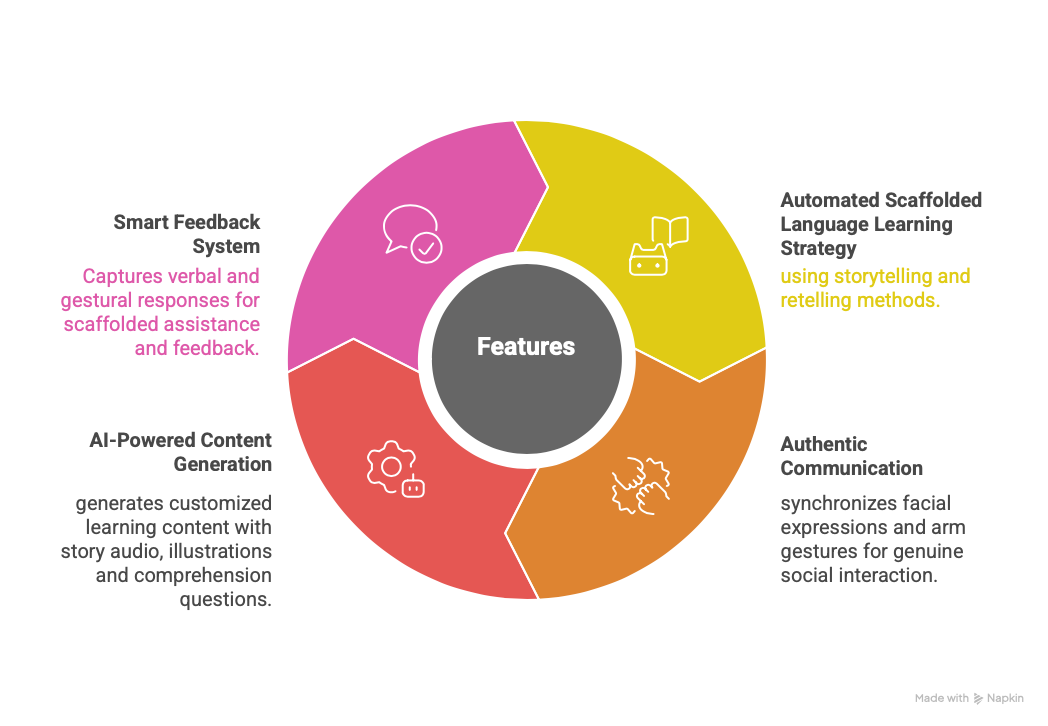 Smart Feedback
System
Captures verbal and
gestural responses for
scaffolded assistance
and feedback.
Automated Scaffolded
Language Learning
Strategy
using storytelling and
retelling methods.
Features
AI-Powered Content
Generation
generates customized
learning content with
story audio, illustrations
and comprehension
questions.
Authentic
Communication
synchronizes facial
expressions and arm
gestures for genuine
social interaction.
Made with Napkin